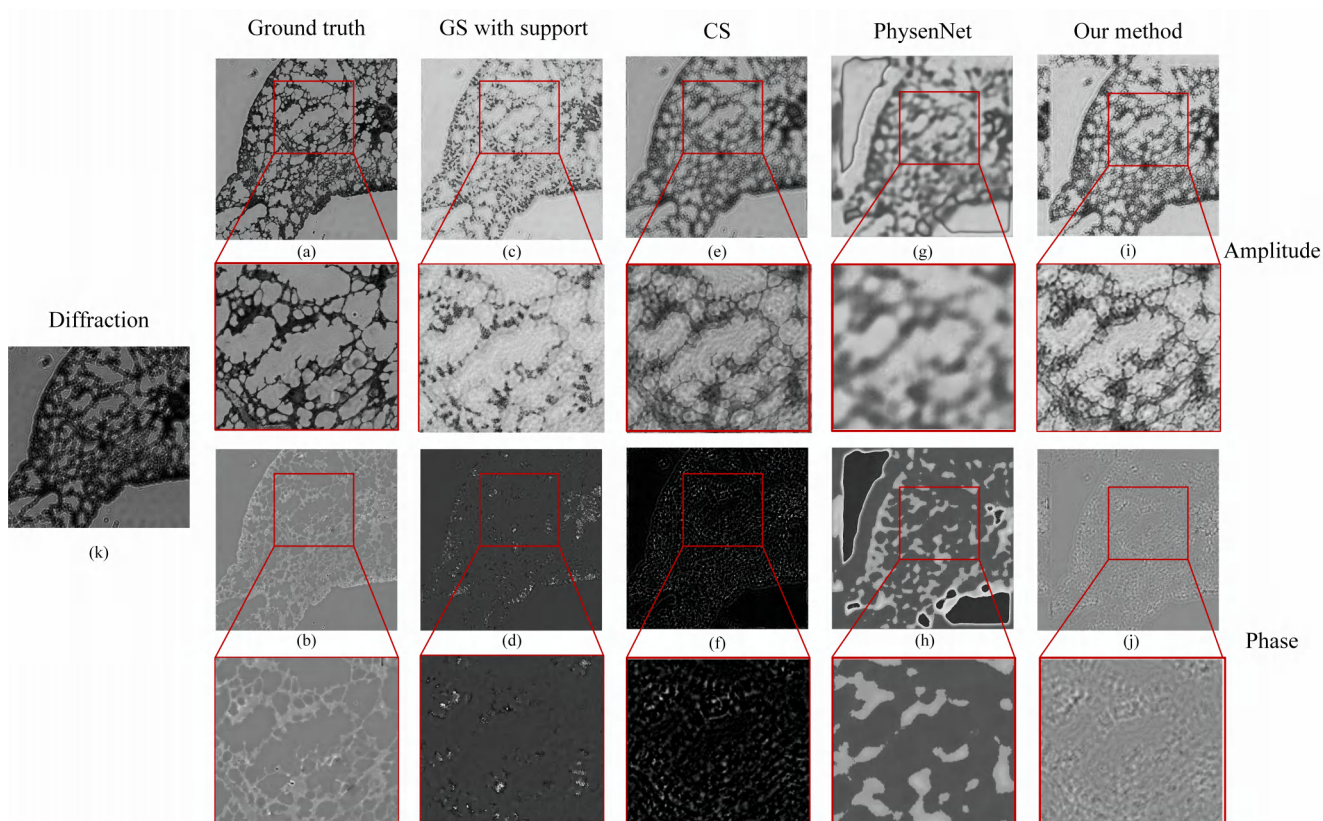 Ground truth
GS with support
CS
PhysenNet
Our method
(a)
(c)
(e)
(g)
(i)
Amplitude
Diffraction
(k)
(b)
(d)
(f)
(h)
(j)
Phase